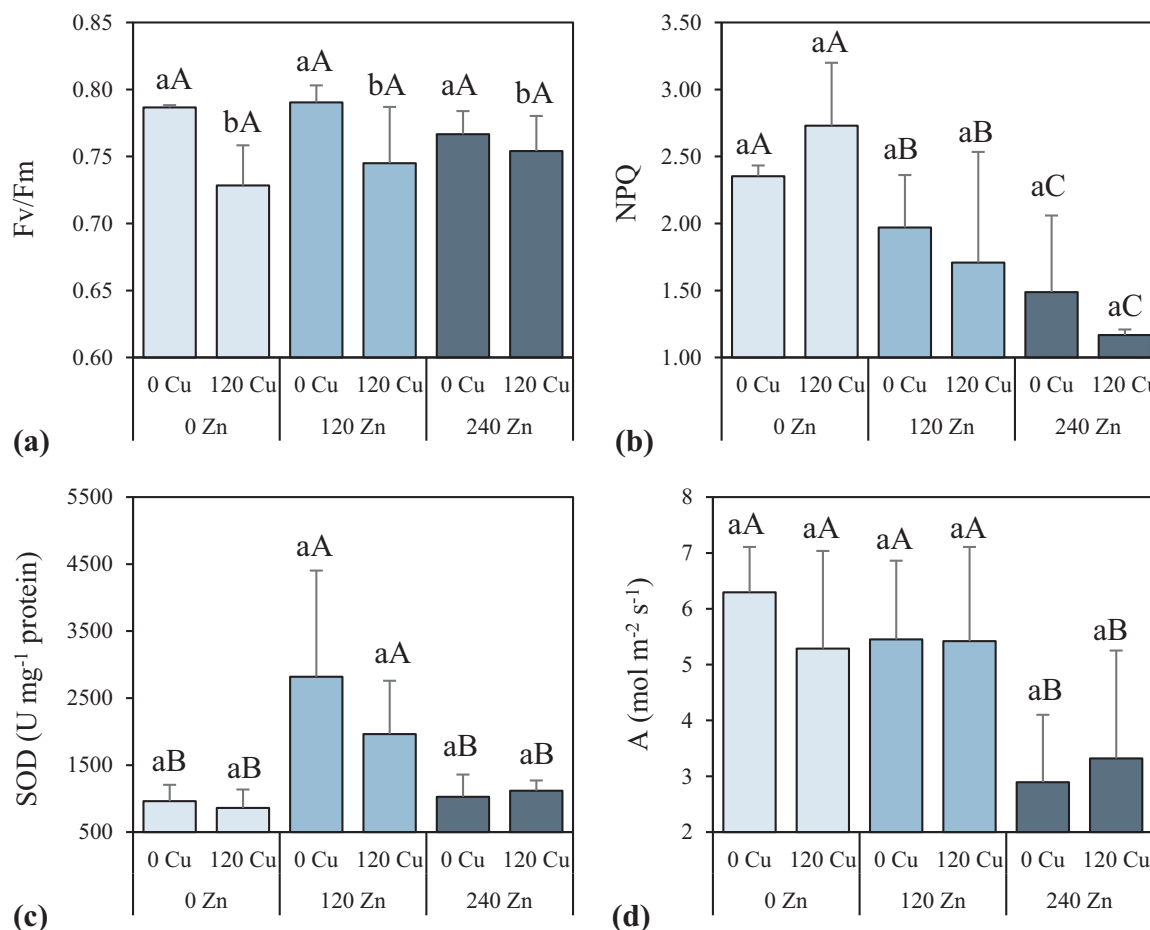 0.85
0.80
0.75
0.70
0.65
0.60
Fv/Fm
aA
bA
aA
bA
aA
bA
0 Cu 120 Cu 0 Cu 120 Cu 0 Cu 120 Cu
0 Zn 120 Zn 240 Zn
(a)
3.50
3.00
2.50
2.00
1.50
1.00
NPQ
aA
aA
aB
aB
aC
aC
0 Cu 120 Cu 0 Cu 120 Cu 0 Cu 120 Cu
0 Zn 120 Zn 240 Zn
(b)
5500
4500
3500
2500
1500
500
SOD (U mg⁻¹ protein)
aB
aB
aA
aA
aB
aB
0 Cu 120 Cu 0 Cu 120 Cu 0 Cu 120 Cu
0 Zn 120 Zn 240 Zn
(c)
8
7
6
5
4
3
2
A (mol m⁻² s⁻¹)
aA
aA
aA
aA
aB
aB
0 Cu 120 Cu 0 Cu 120 Cu 0 Cu 120 Cu
0 Zn 120 Zn 240 Zn
(d)